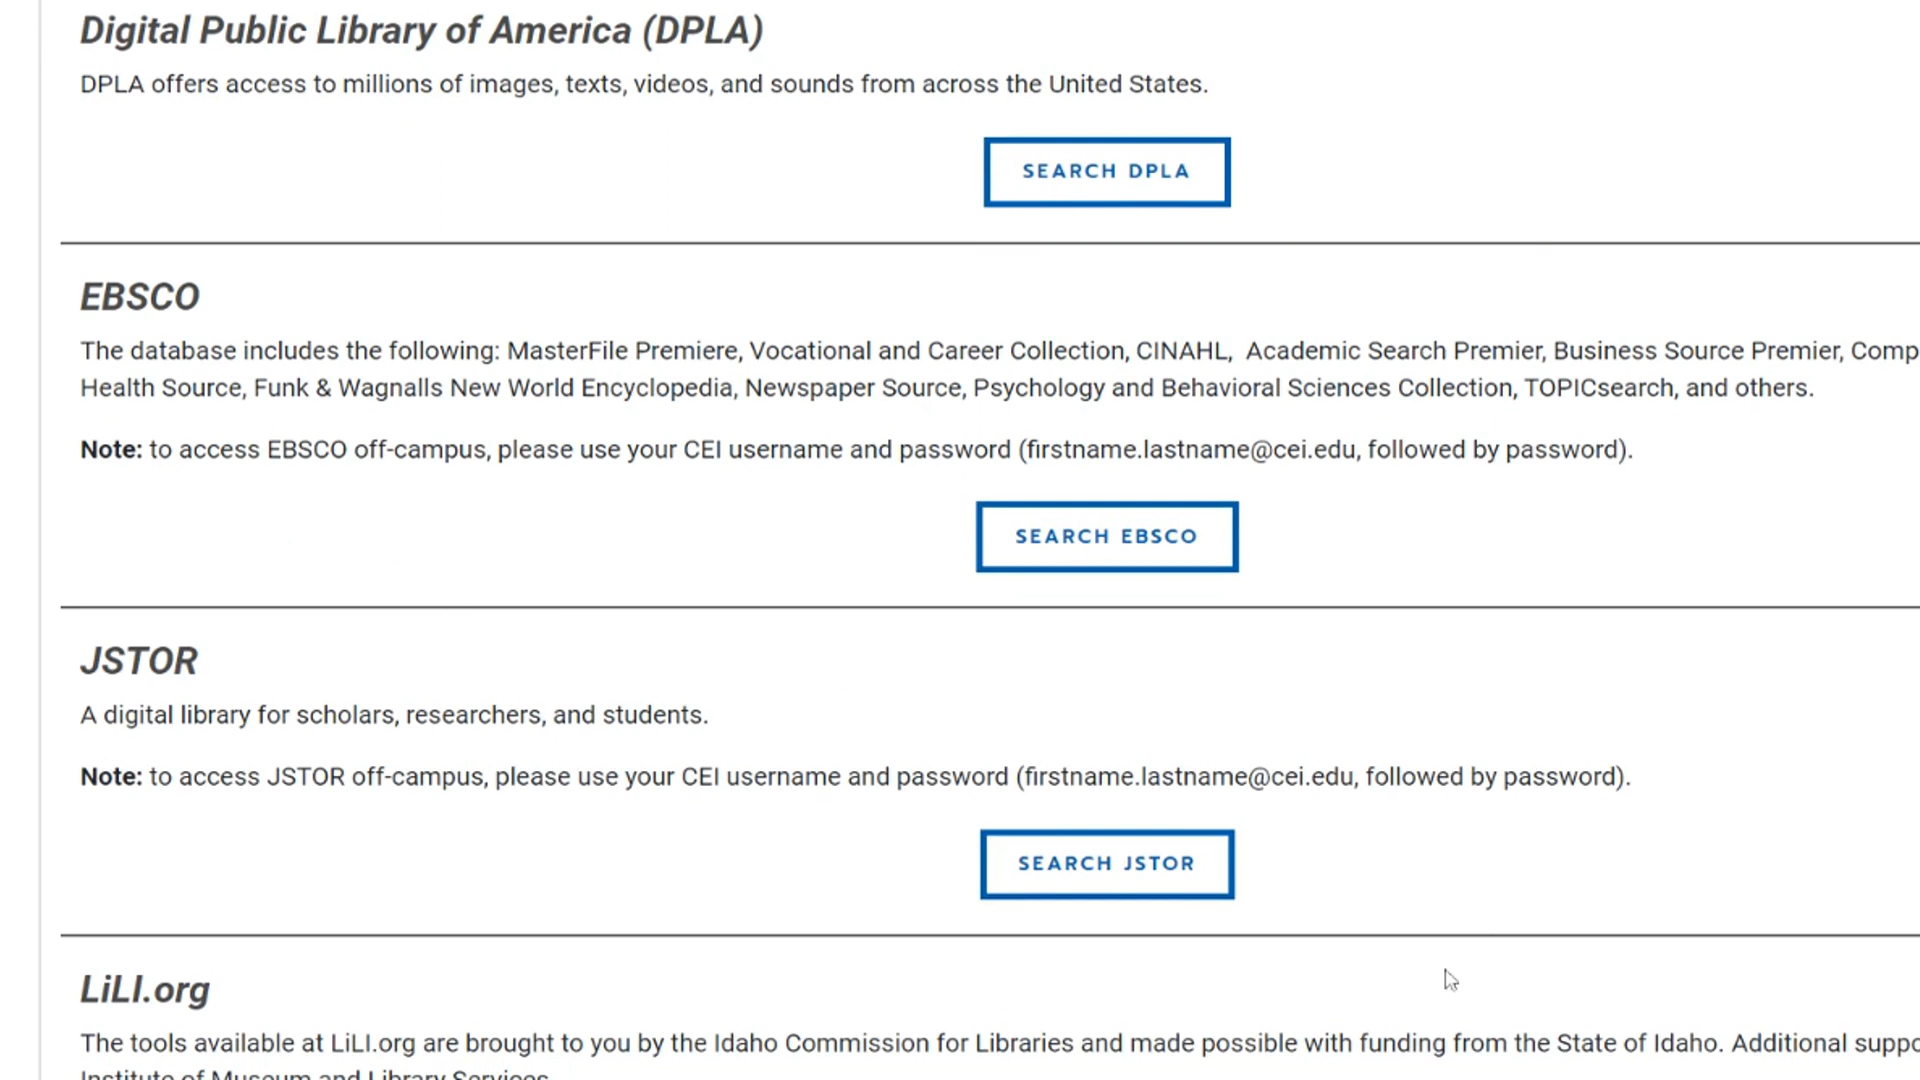 Digital Public Library of America (DPLA)
DPLA offers access to millions of images, texts, videos, and sounds from across the United States.
SEARCH DPLA
EBSCO
The database includes the following: MasterFile Premiere, Vocational and Career Collection, CINAHL, Academic Search Premier, Business Source Premier, Comp
Health Source, Funk & Wagnalls New World Encyclopedia, Newspaper Source, Psychology and Behavioral Sciences Collection, TOPICsearch, and others.
Note: to access EBSCO off-campus, please use your CEI username and password (firstname.lastname@cei.edu, followed by password).
SEARCH EBSCO
JSTOR
A digital library for scholars, researchers, and students.
Note: to access JSTOR off-campus, please use your CEI username and password (firstname.lastname@cei.edu, followed by password).
SEARCH JSTOR
LiLI.org
The tools available at LiLI.org are brought to you by the Idaho Commission for Libraries and made possible with funding from the State of Idaho. Additional suppo
Institute of Museum and Library Services